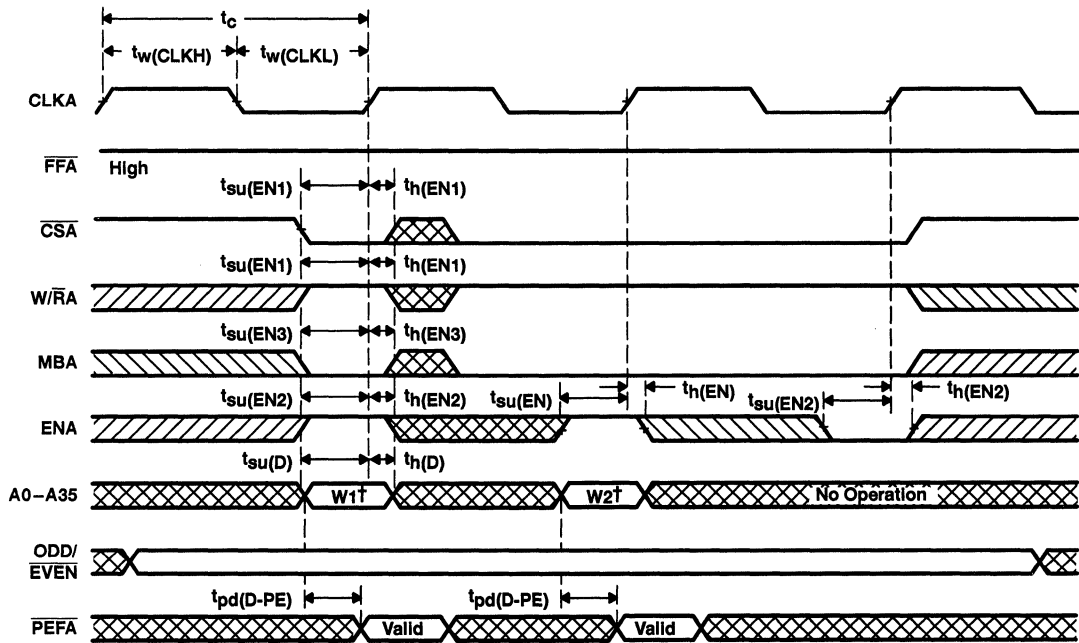 tc
tw(CLKH) tw(CLKL)
CLKA
FFA High
tsu(EN1) th(EN1)
CSA
tsu(EN1) th(EN1)
W/RA
tsu(EN3) th(EN3)
MBA
tsu(EN2) th(EN2) tsu(EN) th(EN) tsu(EN2) th(EN2)
ENA
tsu(D) th(D)
A0–A35 W1† W2† No Operation
ODD/
EVEN
tpd(D-PE) tpd(D-PE)
PEFA Valid Valid